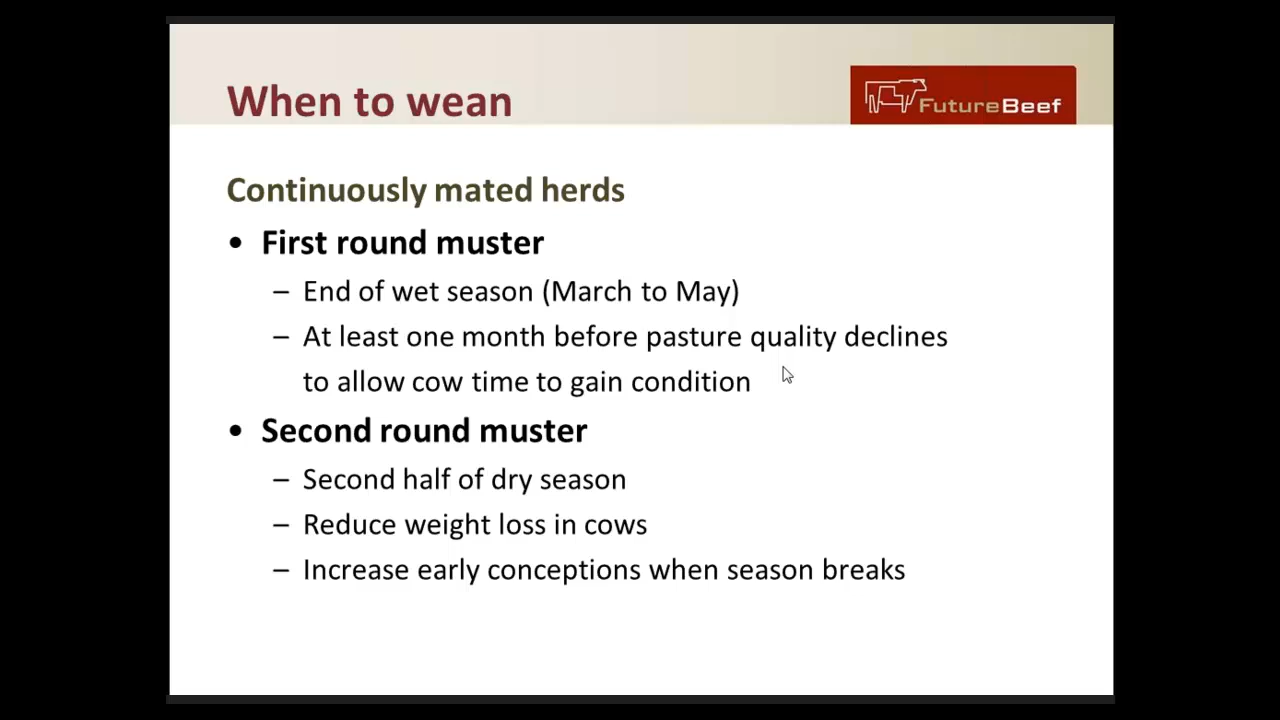 When to wean
FutureBeef
Continuously mated herds
• First round muster
– End of wet season (March to May)
– At least one month before pasture quality declines
to allow cow time to gain condition
• Second round muster
– Second half of dry season
– Reduce weight loss in cows
– Increase early conceptions when season breaks